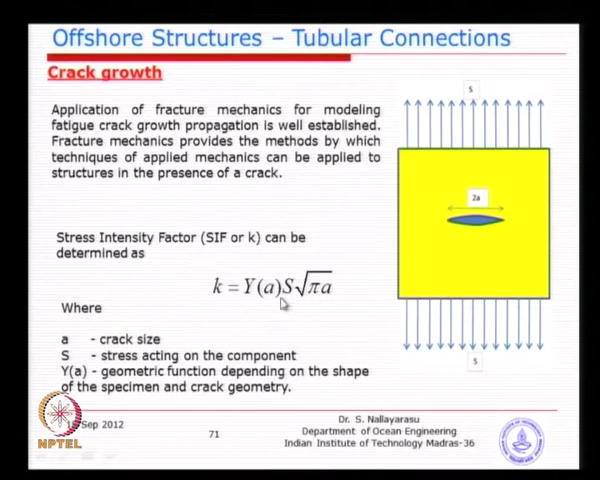 Offshore Structures – Tubular Connections
Crack growth
Application of fracture mechanics for modeling
fatigue crack growth propagation is well established.
Fracture mechanics provides the methods by which
techniques of applied mechanics can be applied to
structures in the presence of a crack.
Stress Intensity Factor (SIF or k) can be
determined as
k = Y(a)S√πa
Where
a - crack size
S - stress acting on the component
Y(a) - geometric function depending on the shape
of the specimen and crack geometry.
S
2a
S
Sep 2012
NPTEL
71
Dr. S. Nallayarasu
Department of Ocean Engineering
Indian Institute of Technology Madras-36